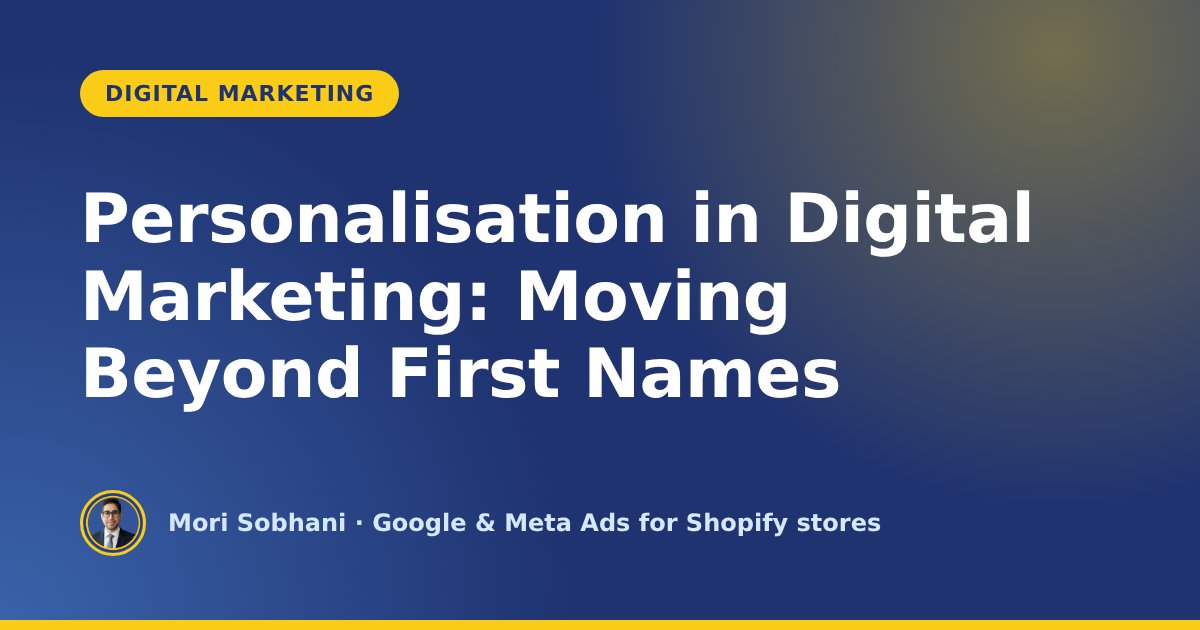 DIGITAL MARKETING
Personalisation in Digital
Marketing: Moving
Beyond First Names
Mori Sobhani · Google & Meta Ads for Shopify stores